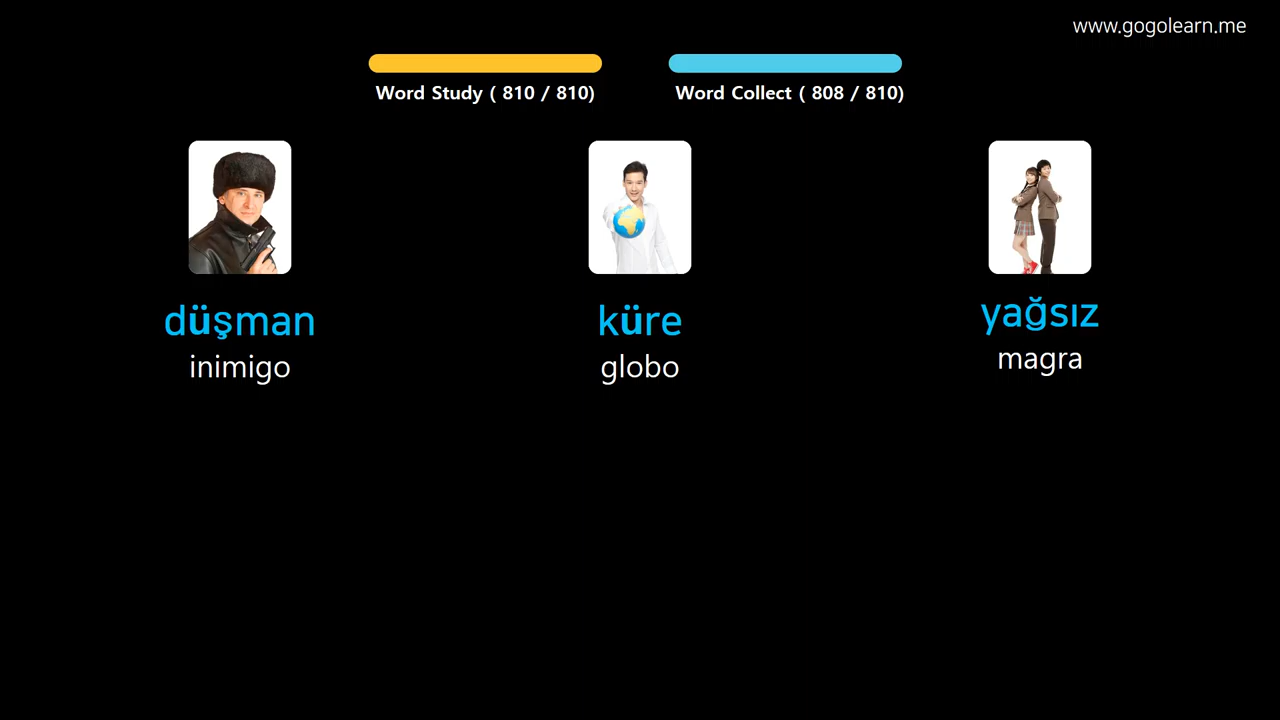 www.gogolearn.me
Word Study ( 810 / 810)
Word Collect ( 808 / 810)
düşman
inimigo
küre
globo
yağsız
magra